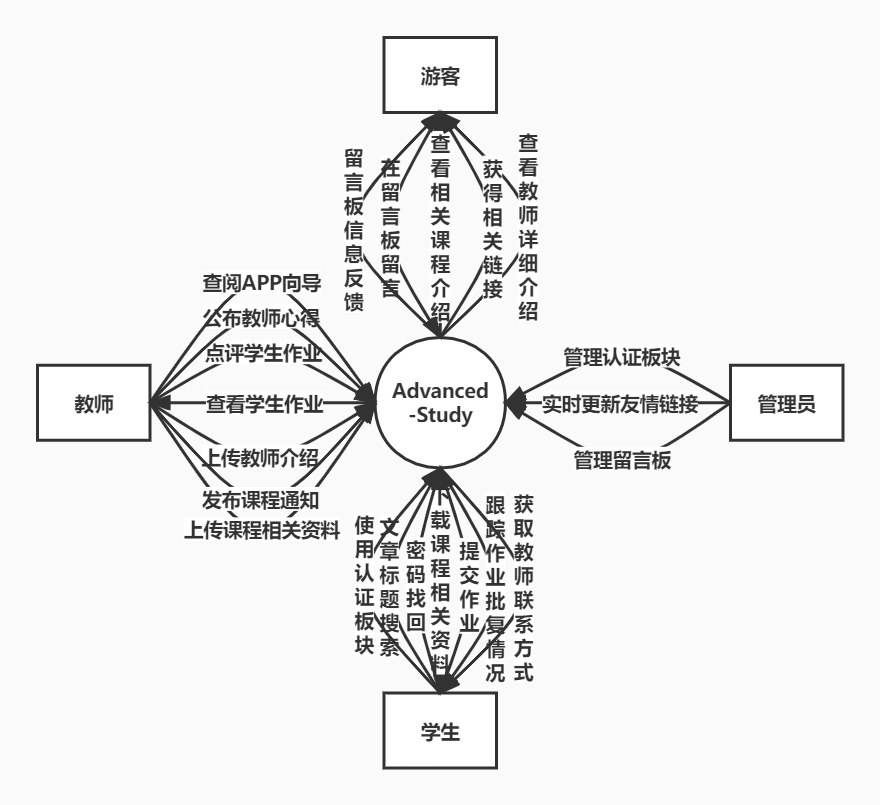 游客
留言板信息反馈
在留言板留言
查看相关课程介绍
获得相关链接
查看教师详细介绍
查阅APP向导
公布教师心得
点评学生作业
查看学生作业
上传教师介绍
发布课程通知
上传课程相关资料
教师
Advanced
-Study
管理认证板块
实时更新友情链接
管理留言板
管理员
使用认证板块
文章标题搜索
密码找回
下载课程相关资料
提交作业
跟踪作业批复情况
获取教师联系方式
学生